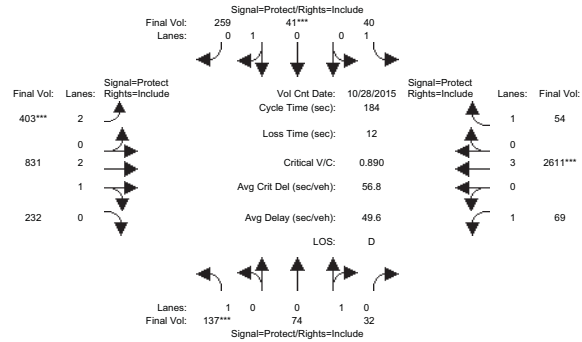 Signal=Protect/Rights=Include
Final Vol: 259 41*** 40
Lanes: 0 1 0 0 1
Signal=Protect
Final Vol: Lanes: Rights=Include
Vol Cnt Date: 10/28/2015
Signal=Protect
Rights=Include Lanes: Final Vol:
Cycle Time (sec): 184
403*** 2
1 54
Loss Time (sec): 12
0
0
831 2
Critical V/C: 0.890
3 2611***
1
Avg Crit Del (sec/veh): 56.8
0
232 0
Avg Delay (sec/veh): 49.6
1 69
LOS: D
Lanes: 1 0 0 1 0
Final Vol: 137*** 74 32
Signal=Protect/Rights=Include